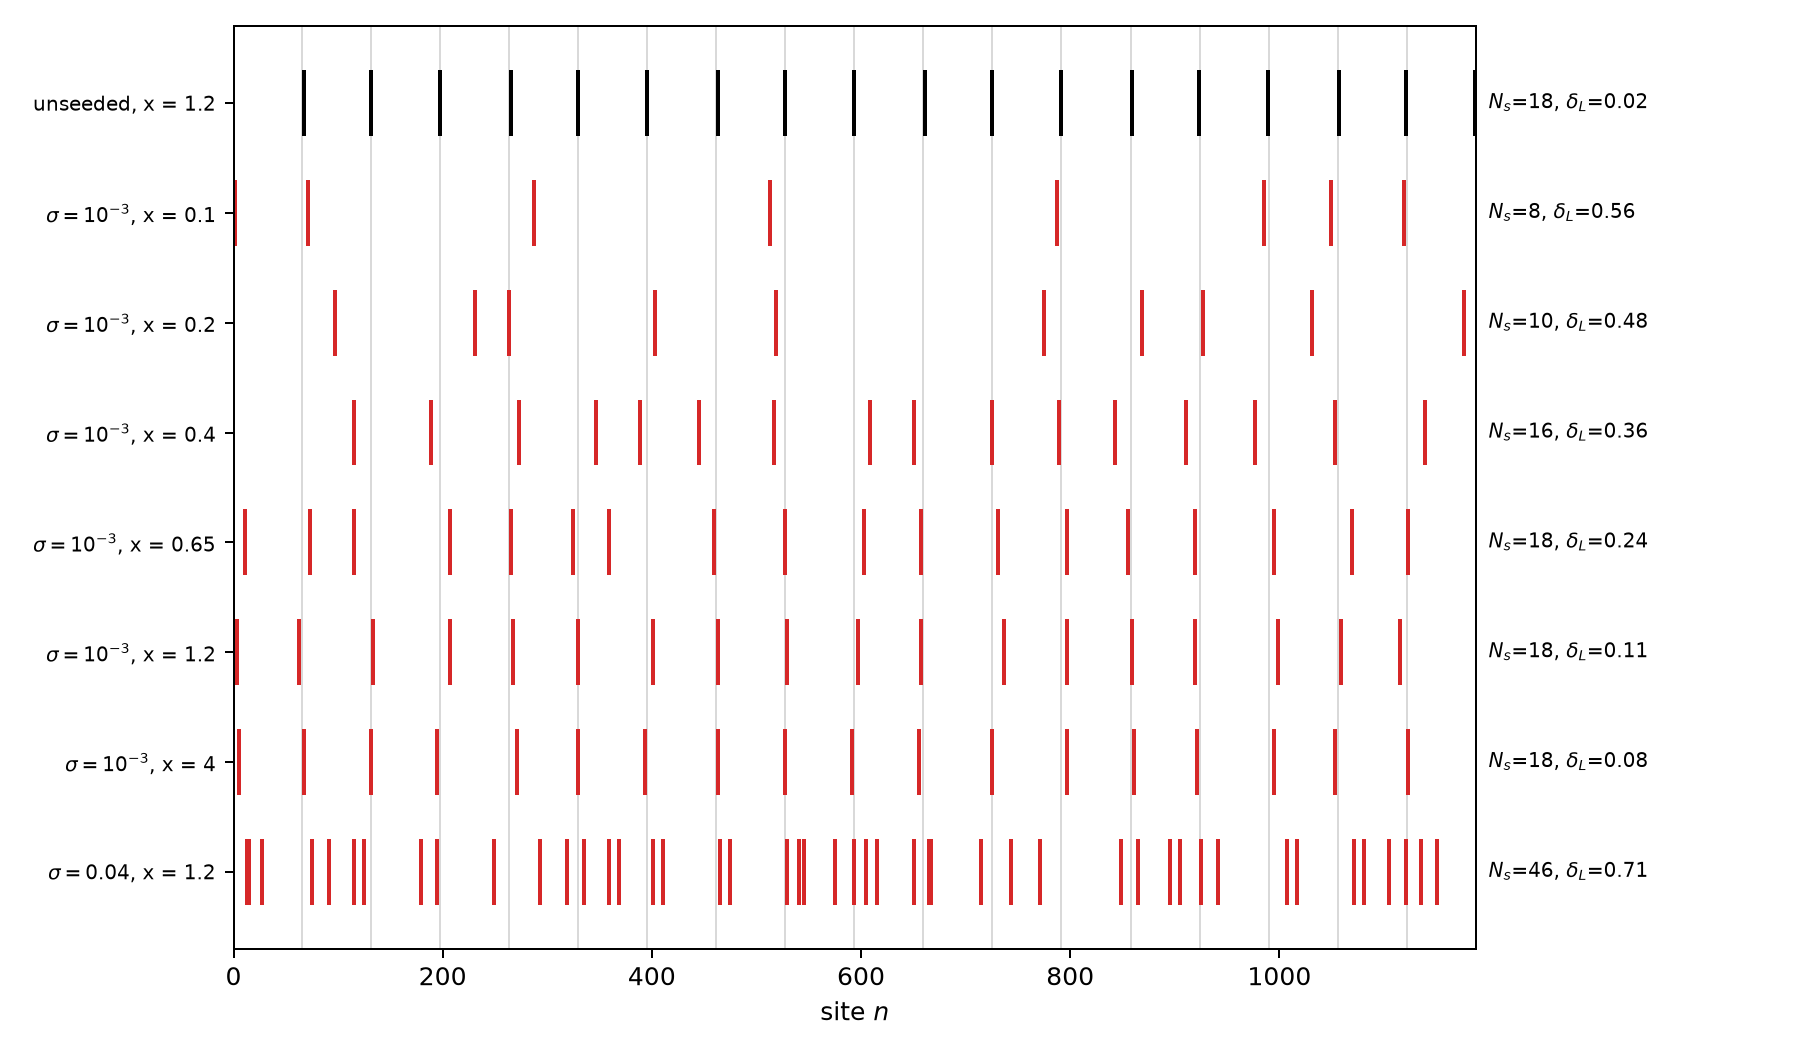 unseeded, x = 1.2
N_s=18, δ_L=0.02
σ = 10⁻³, x = 0.1
N_s=8, δ_L=0.56
σ = 10⁻³, x = 0.2
N_s=10, δ_L=0.48
σ = 10⁻³, x = 0.4
N_s=16, δ_L=0.36
σ = 10⁻³, x = 0.65
N_s=18, δ_L=0.24
σ = 10⁻³, x = 1.2
N_s=18, δ_L=0.11
σ = 10⁻³, x = 4
N_s=18, δ_L=0.08
σ = 0.04, x = 1.2
N_s=46, δ_L=0.71
0 200 400 600 800 1000
site n